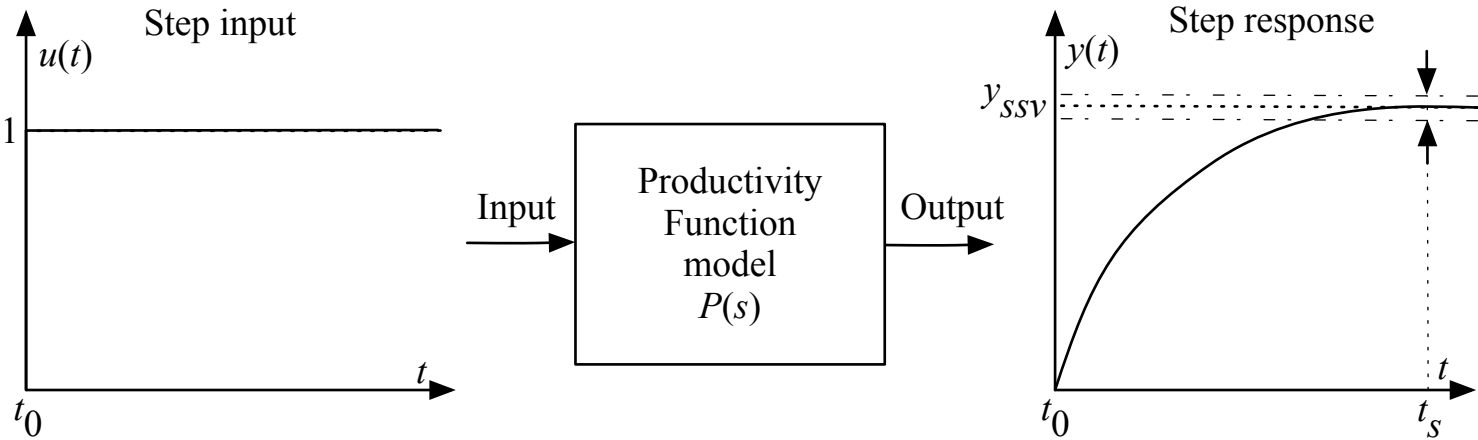 Step input
u(t)
1
t
t0
Input
Productivity
Function
model
P(s)
Output
Step response
y(t)
yssv
t
t0
ts